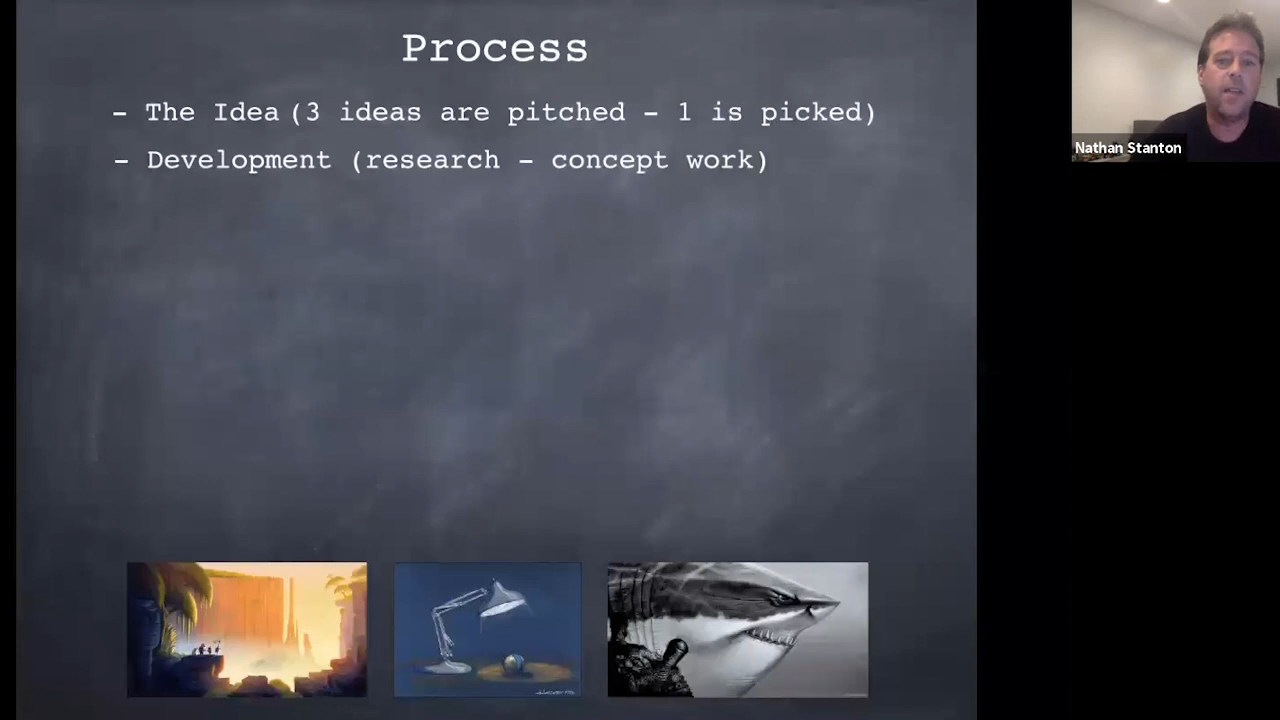 Process
- The Idea (3 ideas are pitched - 1 is picked)
- Development (research - concept work)
Nathan Stanton